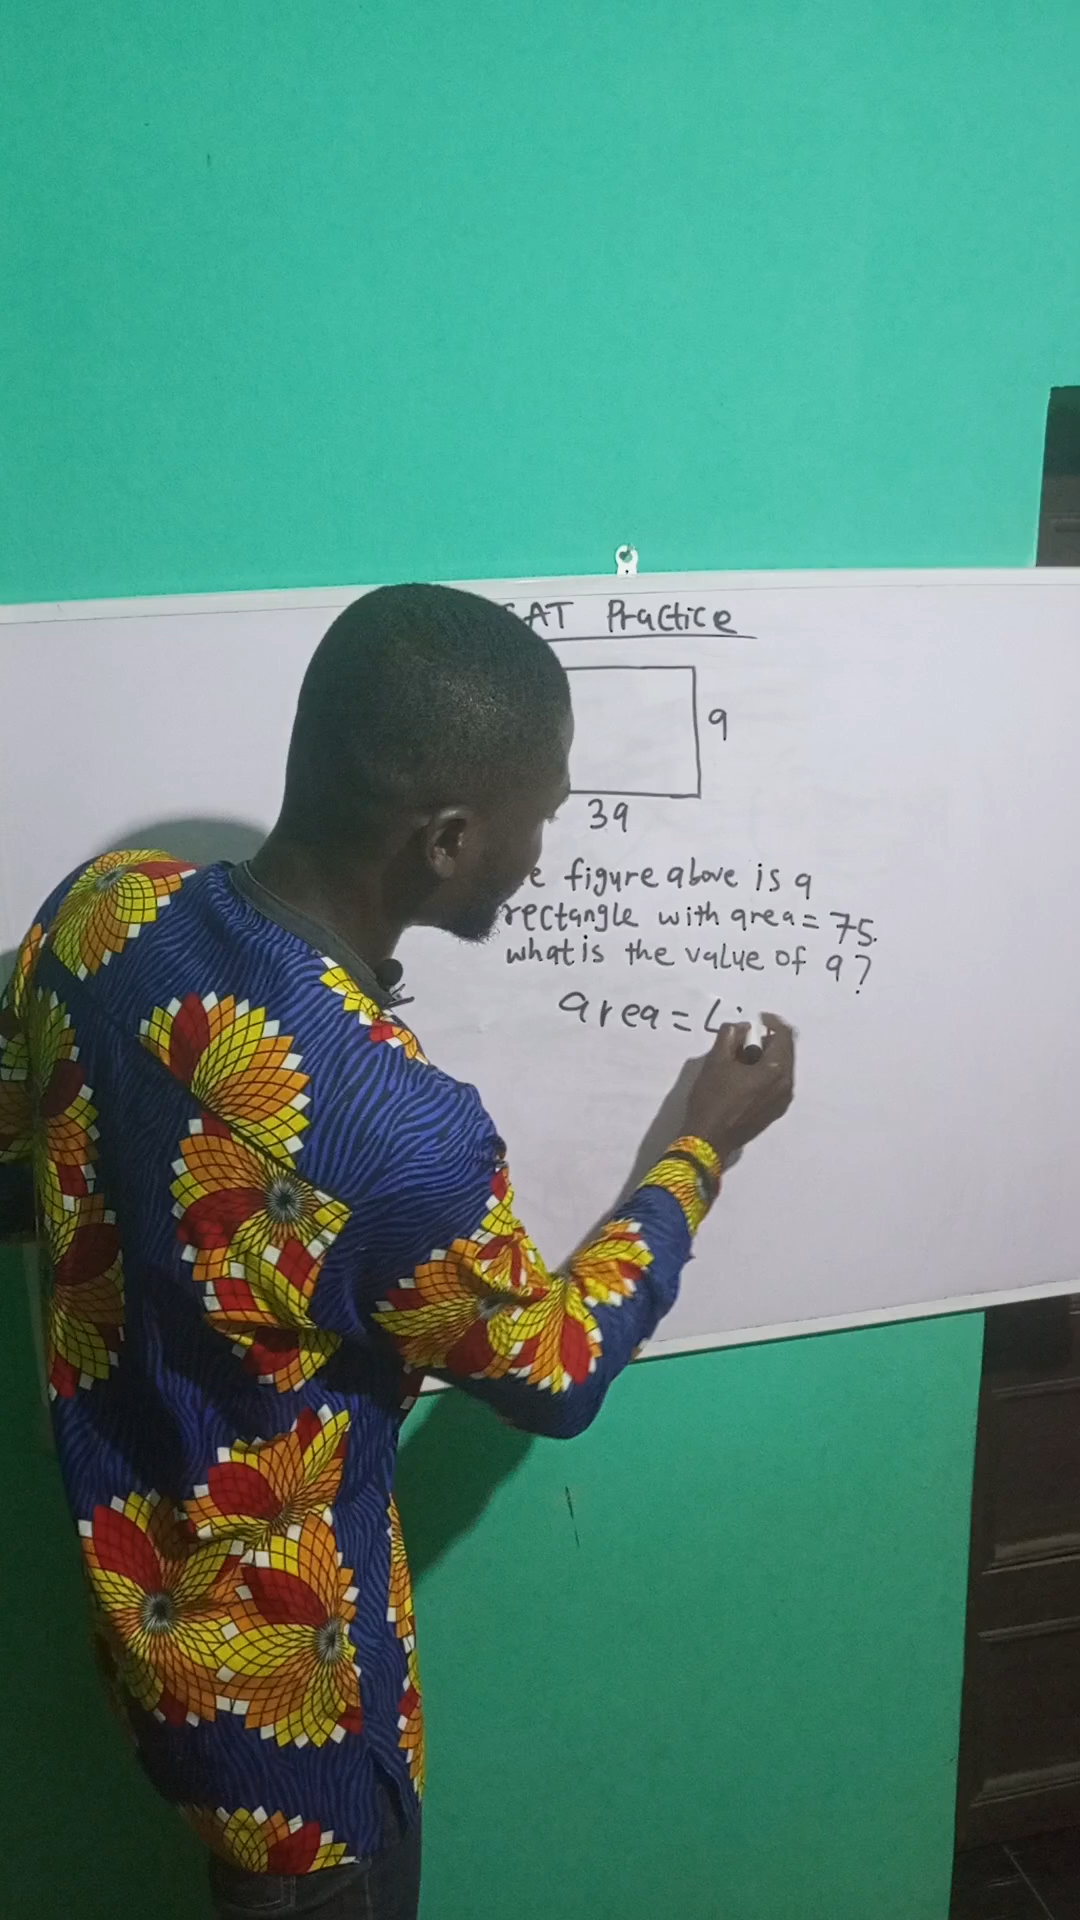 SAT Practice
a
3a
figure above is a
rectangle with area = 75.
what is the value of a?
area = L